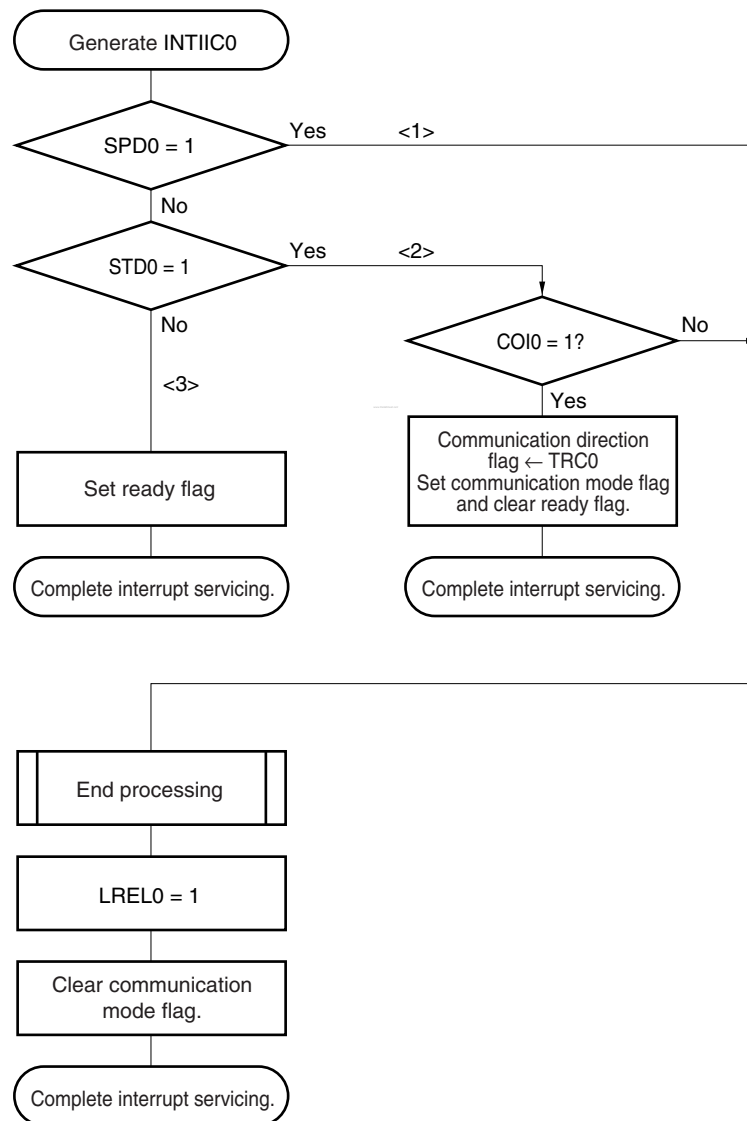 Generate INTIIC0
SPD0 = 1
Yes
<1>
No
STD0 = 1
Yes
<2>
No
COI0 = 1?
No
<3>
Yes
Communication direction
flag ← TRC0
Set communication mode flag
and clear ready flag.
Set ready flag
Complete interrupt servicing.
Complete interrupt servicing.
End processing
LREL0 = 1
Clear communication
mode flag.
Complete interrupt servicing.